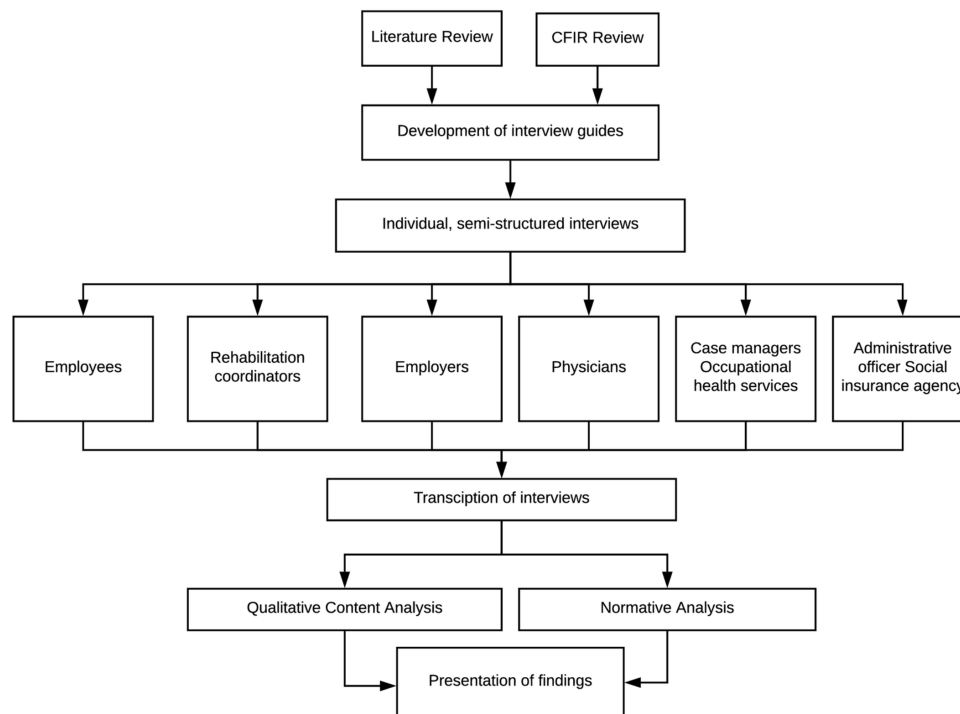 Literature Review
CFIR Review
Development of interview guides
Individual, semi-structured interviews
Employees
Rehabilitation
coordinators
Employers
Physicians
Case managers
Occupational
health services
Administrative
officer Social
insurance agency
Transciption of interviews
Qualitative Content Analysis
Normative Analysis
Presentation of findings